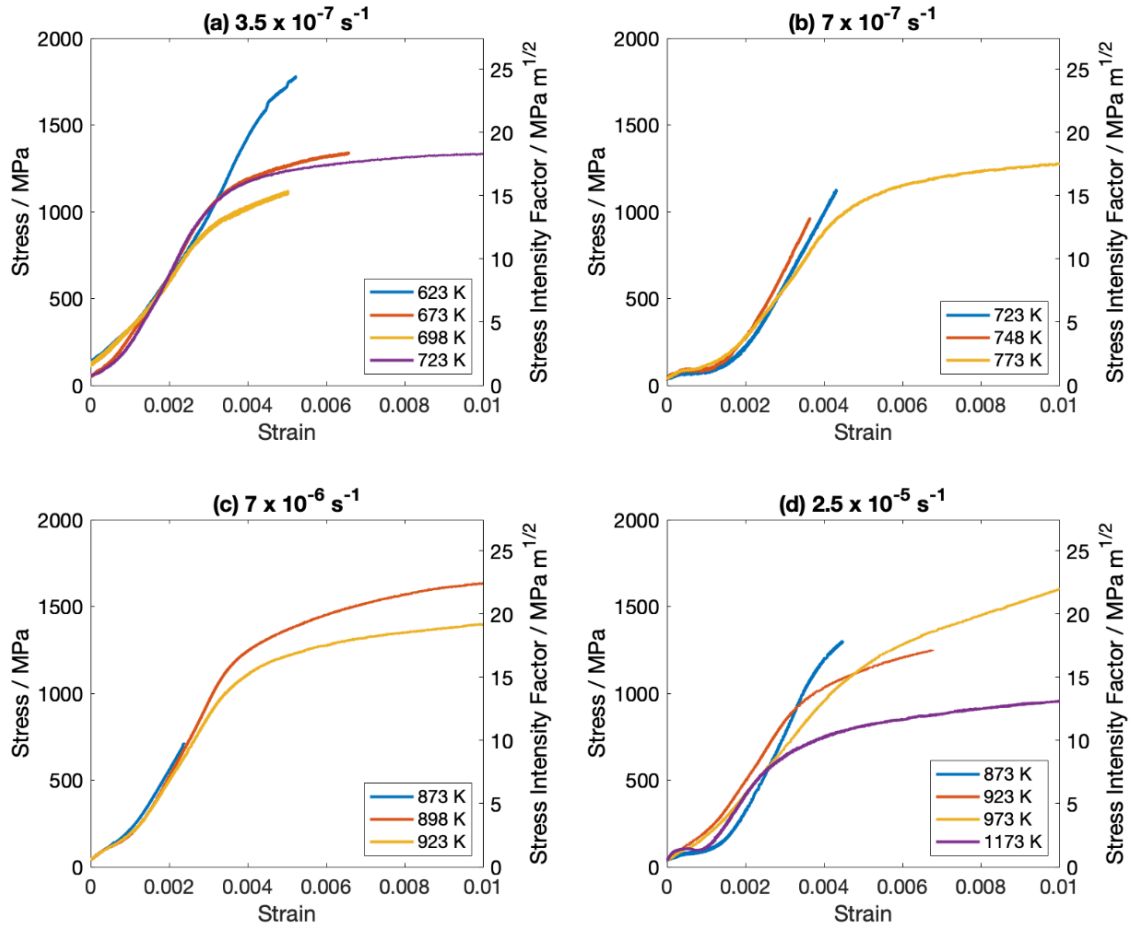 (a) 3.5 x 10^-7 s^-1
2000
1500
1000
500
0
Stress / MPa
25
20
15
10
5
0
Stress Intensity Factor / MPa m^1/2
623 K
673 K
698 K
723 K
0 0.002 0.004 0.006 0.008 0.01
Strain
(b) 7 x 10^-7 s^-1
2000
1500
1000
500
0
Stress / MPa
25
20
15
10
5
0
Stress Intensity Factor / MPa m^1/2
723 K
748 K
773 K
0 0.002 0.004 0.006 0.008 0.01
Strain
(c) 7 x 10^-6 s^-1
2000
1500
1000
500
0
Stress / MPa
25
20
15
10
5
0
Stress Intensity Factor / MPa m^1/2
873 K
898 K
923 K
0 0.002 0.004 0.006 0.008 0.01
Strain
(d) 2.5 x 10^-5 s^-1
2000
1500
1000
500
0
Stress / MPa
25
20
15
10
5
0
Stress Intensity Factor / MPa m^1/2
873 K
923 K
973 K
1173 K
0 0.002 0.004 0.006 0.008 0.01
Strain